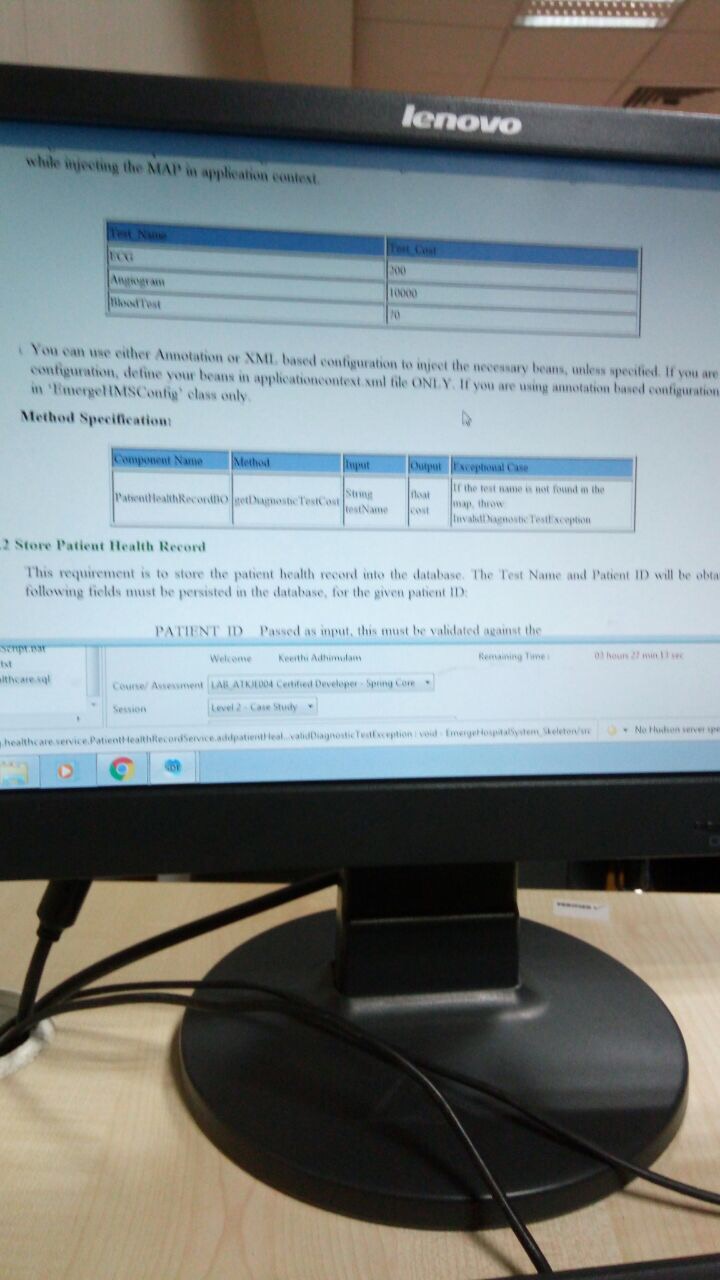 lenovo
while injecting the MAP in application context.
Test_Name Test_Cost
ECG 200
Angiogram 10000
BloodTest 70
You can use either Annotation or XML based configuration to inject the necessary beans, unless specified. If you are
configuration, define your beans in applicationcontext.xml file ONLY. If you are using annotation based configuration
in 'EmergeHMSConfig' class only.
Method Specification:
Component Name Method Input Output Exceptional Case
PatientHealthRecordBO getDiagnosticTestCost String testName float cost If the test name is not found in the
map, throw
InvalidDiagnosticTestException
.2 Store Patient Health Record
This requirement is to store the patient health record into the database. The Test Name and Patient ID will be obta
following fields must be persisted in the database, for the given patient ID:
PATIENT_ID Passed as input, this must be validated against the
Script.bat
txt
althcare.sql
Welcome Keerthi Adhimulam Remaining Time : 03 hours 27 min 13 sec
Course/ Assessment LAB_ATKJE004 Certified Developer - Spring Core
Session Level 2 - Case Study
.healthcare.service.PatientHealthRecordService.addpatientHeal...validDiagnosticTestException : void - EmergeHospitalSystem_Skeleton/src
No Hudson server spe